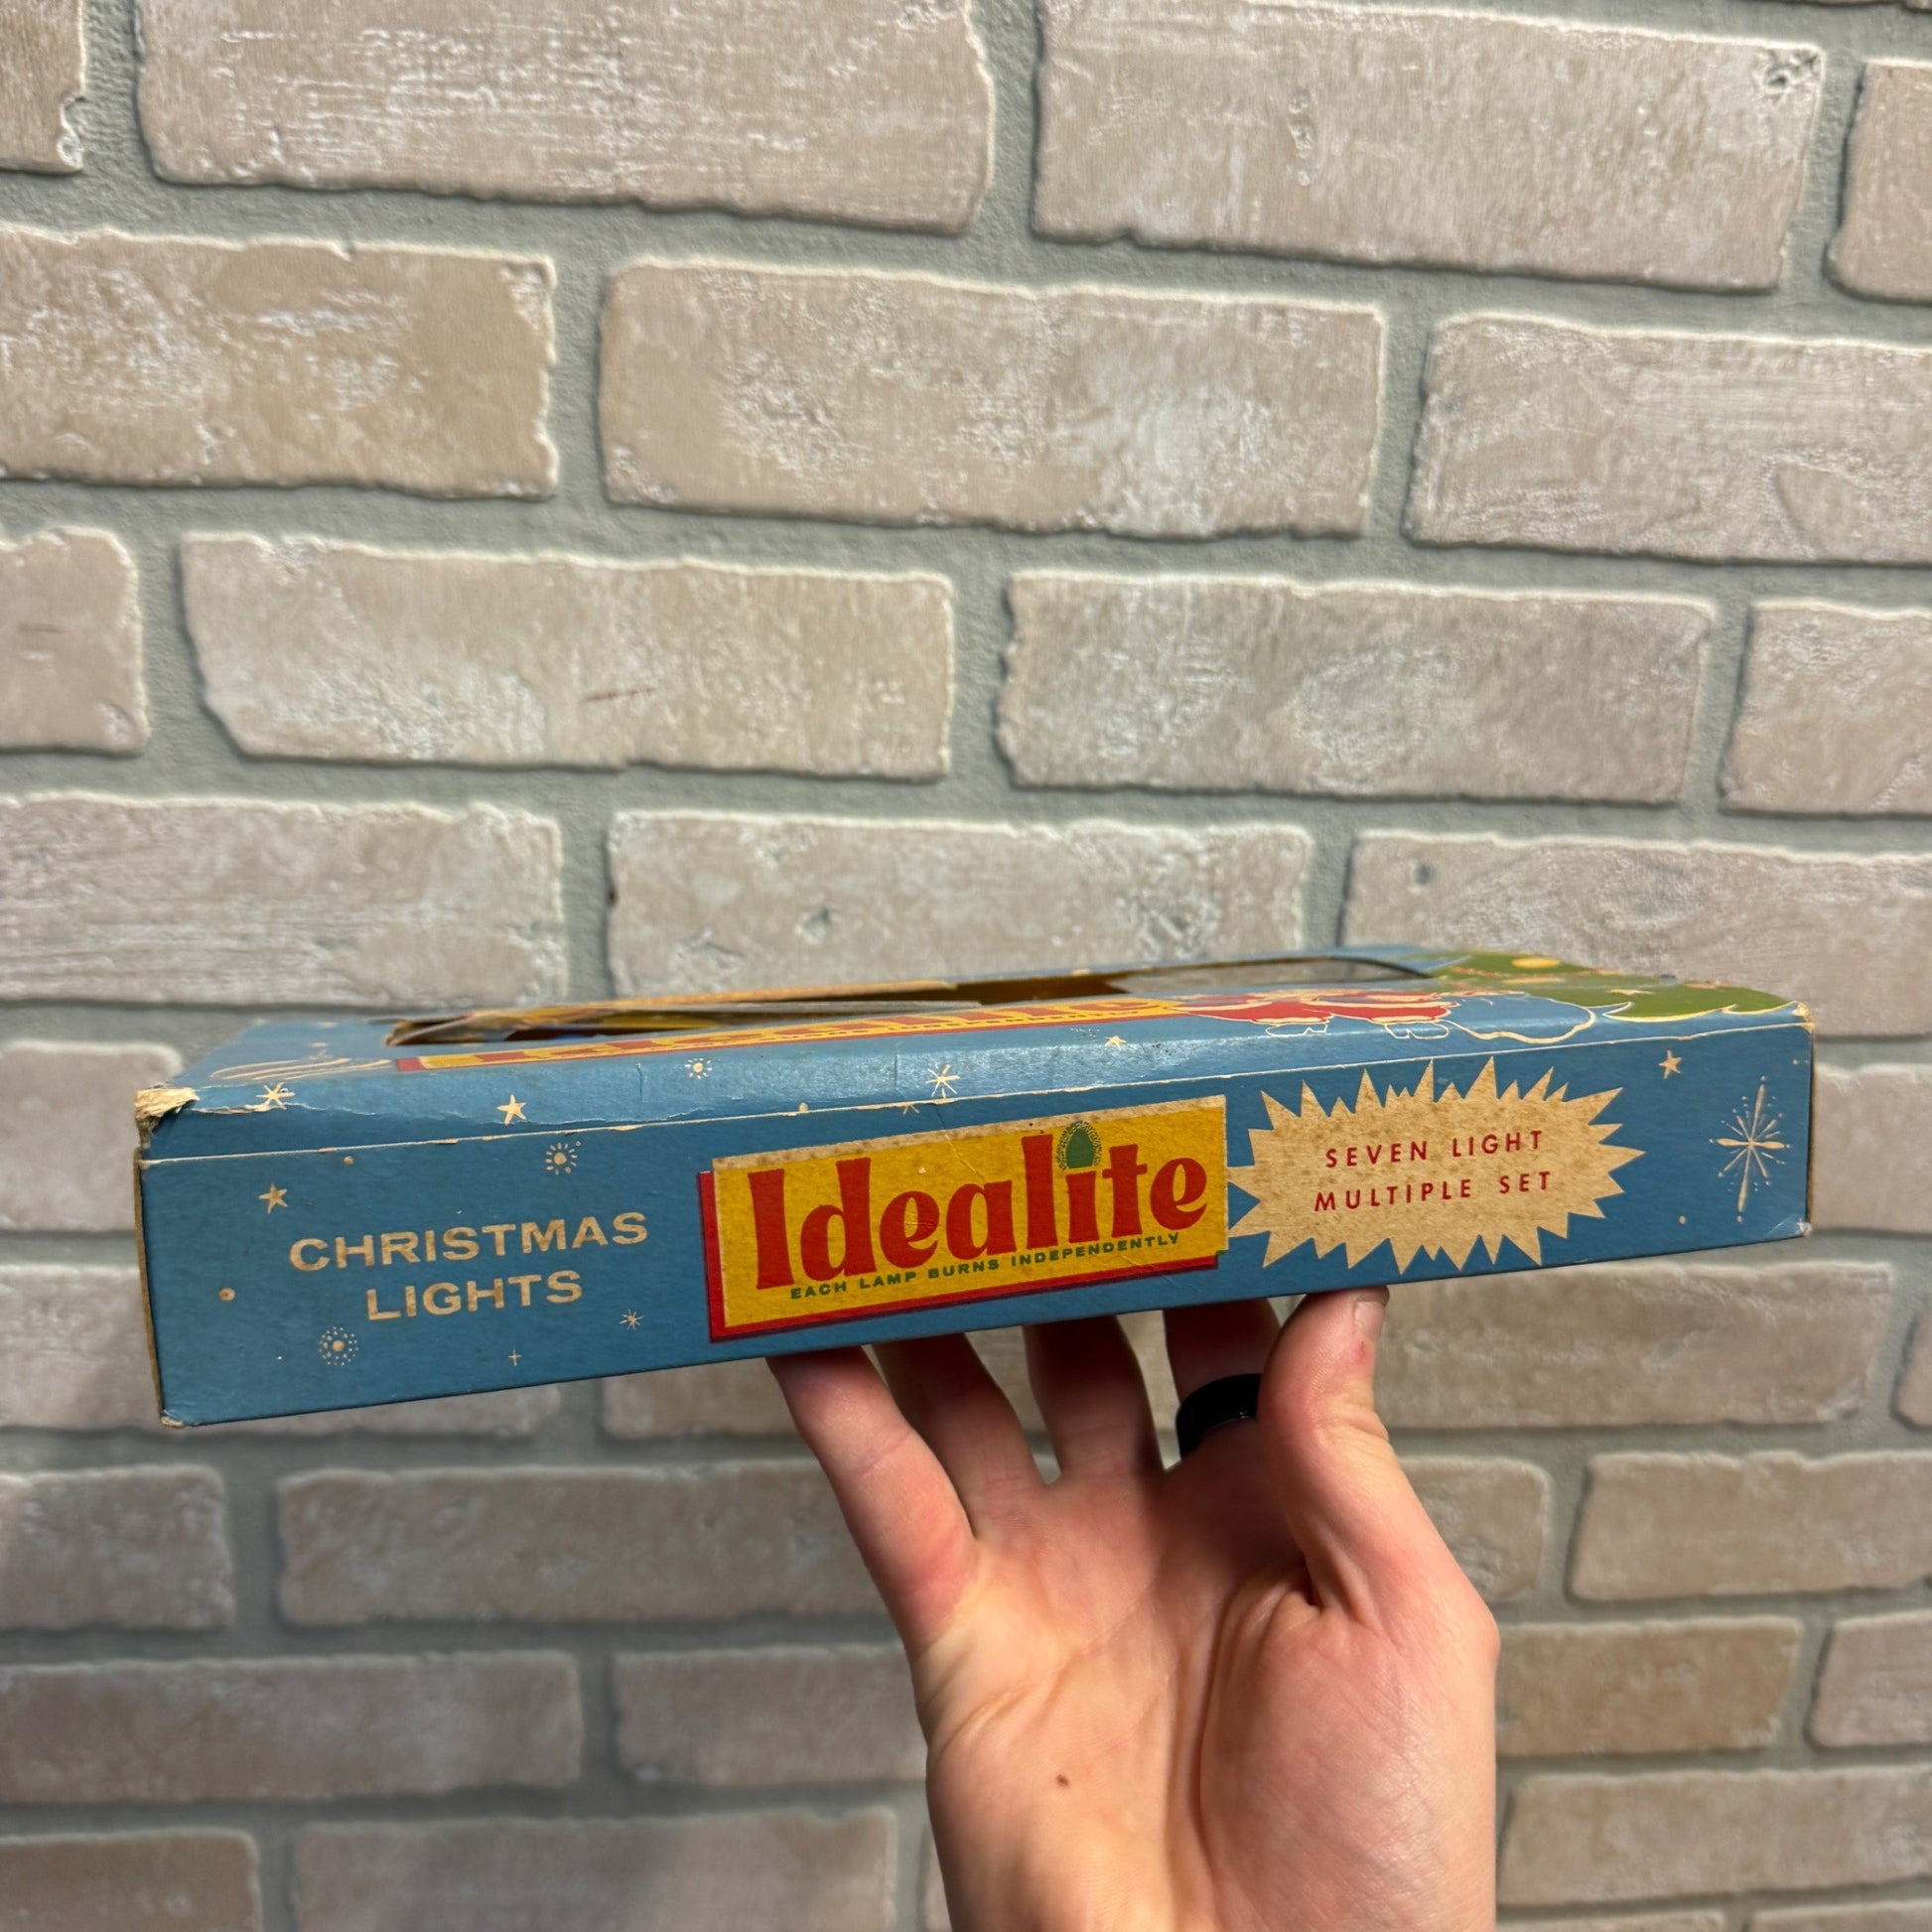 CHRISTMAS
LIGHTS
Idealite
EACH LAMP BURNS INDEPENDENTLY
SEVEN LIGHT
MULTIPLE SET